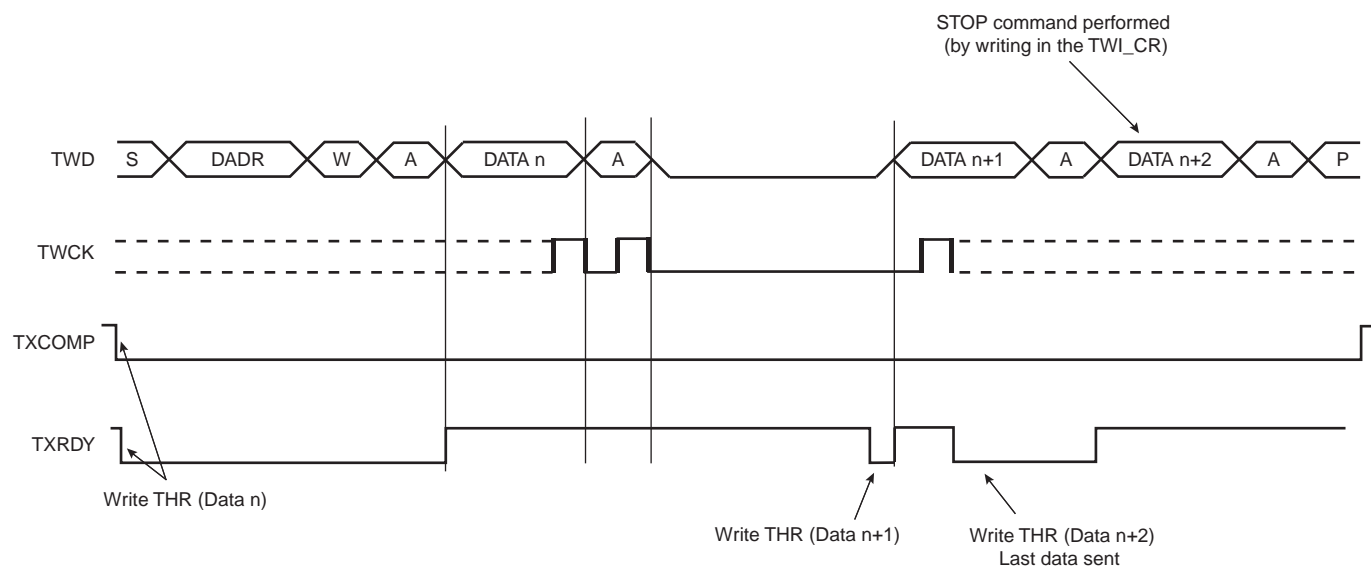 STOP command performed
(by writing in the TWI_CR)
TWD S DADR W A DATA n A DATA n+1 A DATA n+2 A P
TWCK
TXCOMP
TXRDY
Write THR (Data n)
Write THR (Data n+1)
Write THR (Data n+2)
Last data sent